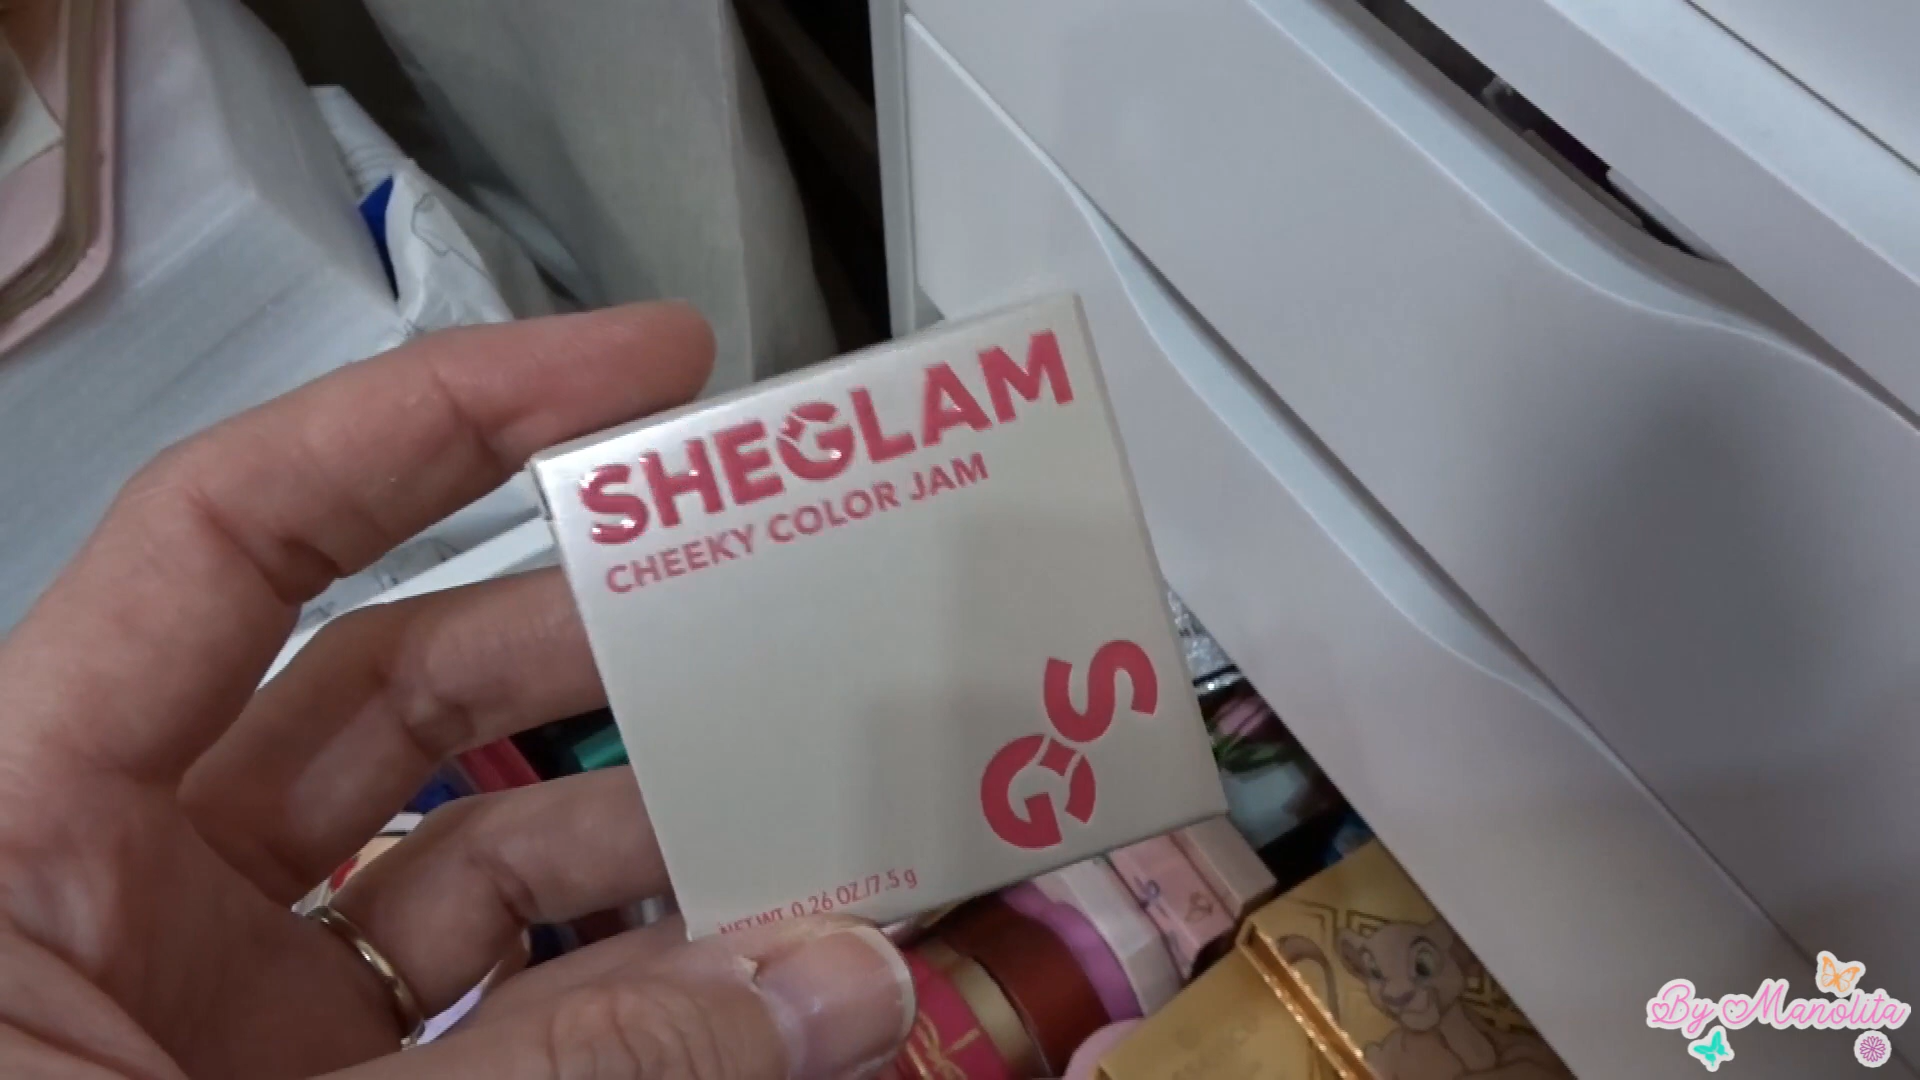 SHEGLAM
CHEEKY COLOR JAM
GS
NET WT. 0.26 OZ./7.5 g
By Manolita